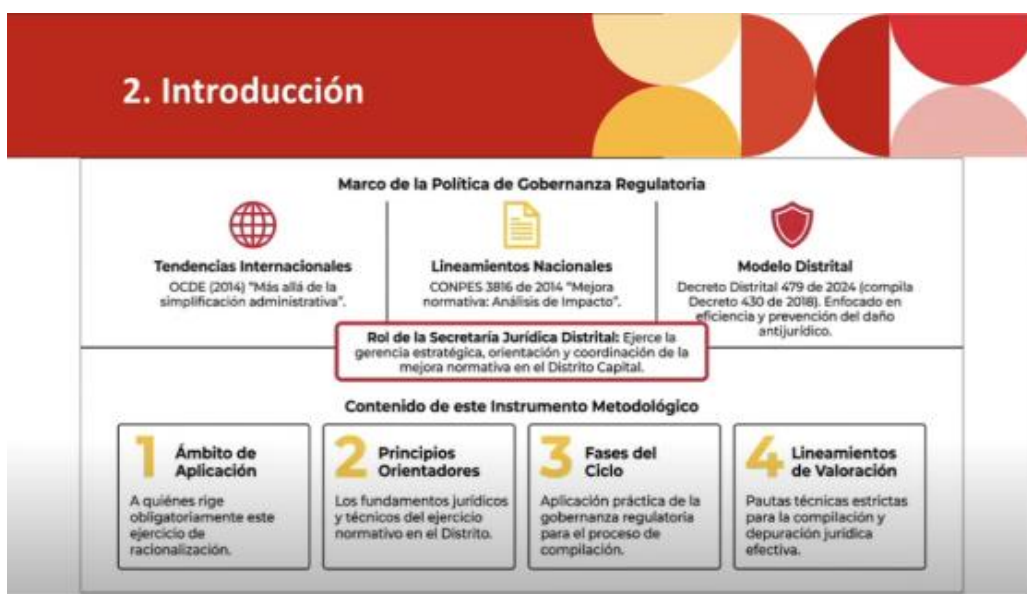 2. Introducción
Marco de la Política de Gobernanza Regulatoria
Tendencias Internacionales
OCDE (2014) "Más allá de la
simplificación administrativa".
Lineamientos Nacionales
CONPES 3816 de 2014 "Mejora
normativa: Análisis de Impacto".
Modelo Distrital
Decreto Distrital 479 de 2024 (compila
Decreto 430 de 2018). Enfocado en
eficiencia y prevención del daño
antijurídico.
Rol de la Secretaría Jurídica Distrital: Ejerce la
gerencia estratégica, orientación y coordinación de la
mejora normativa en el Distrito Capital.
Contenido de este Instrumento Metodológico
1 Ámbito de
Aplicación
A quiénes rige
obligatoriamente este
ejercicio de
racionalización.
2 Principios
Orientadores
Los fundamentos jurídicos
y técnicos del ejercicio
normativo en el Distrito.
3 Fases del
Ciclo
Aplicación práctica de la
gobernanza regulatoria
para el proceso de
compilación.
4 Lineamientos
de Valoración
Pautas técnicas estrictas
para la compilación y
depuración jurídica
efectiva.